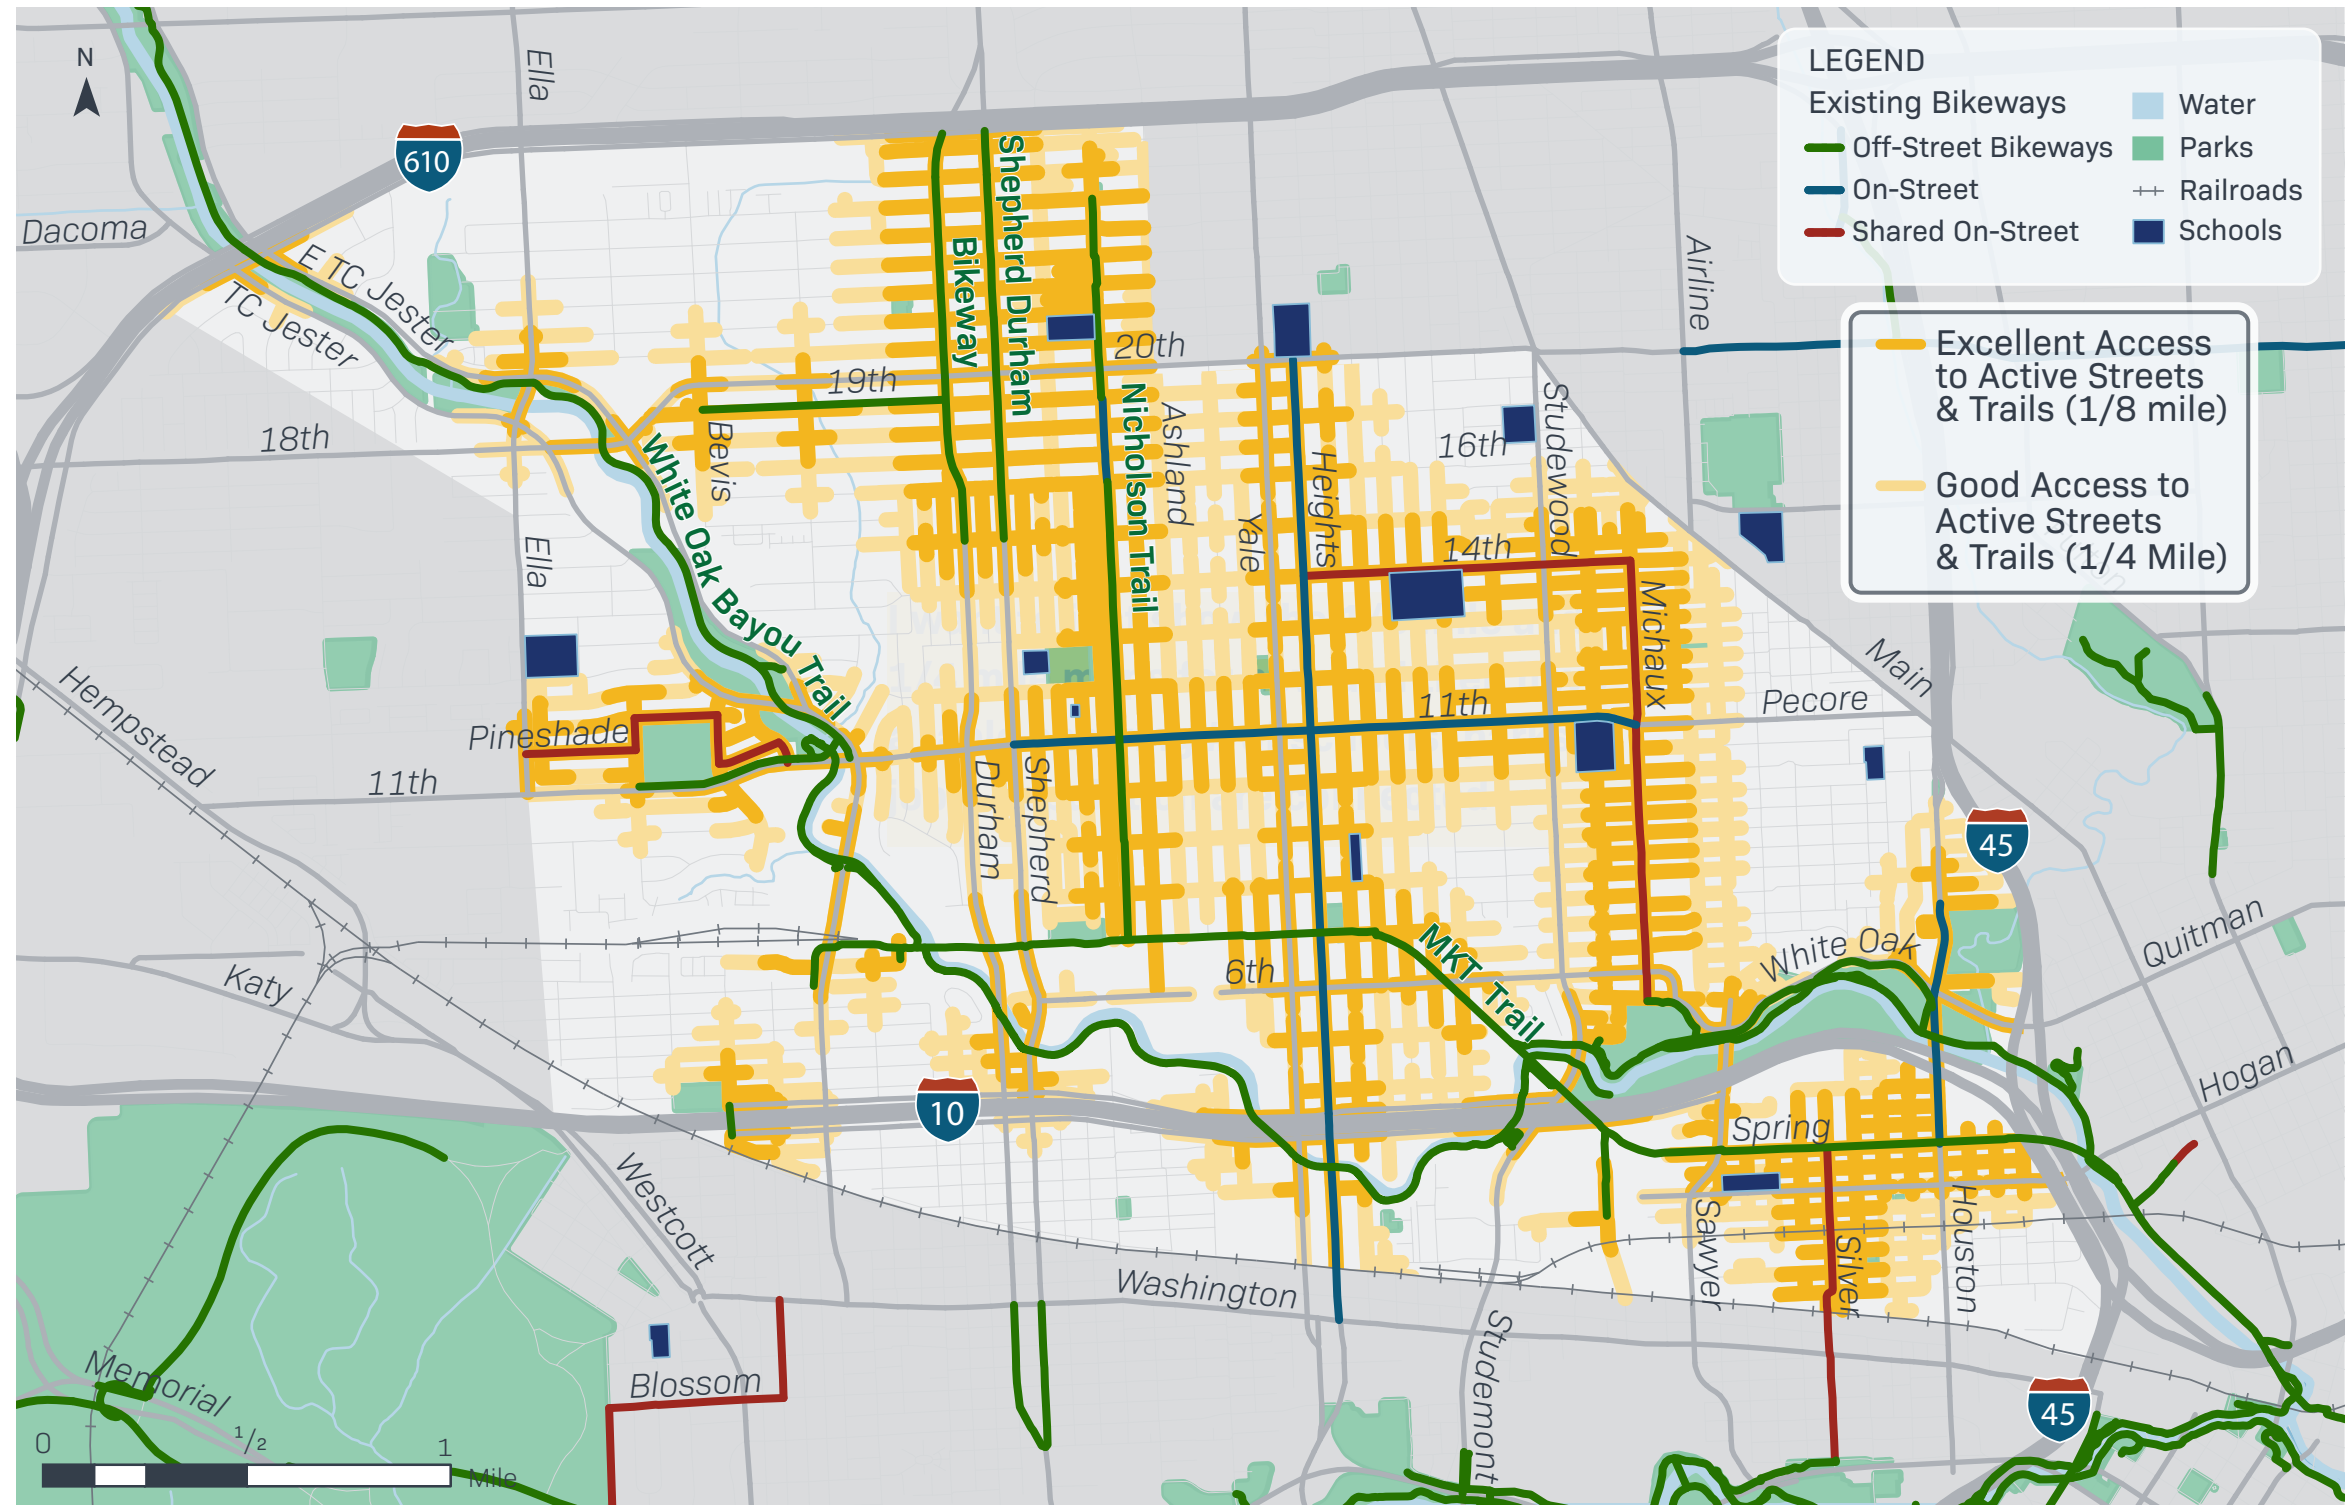 N
Ella
610
Dacoma
E TC Jester
TC Jester
18th
Bikeway
Shepherd Durham
20th
19th
Bevis
Nicholson Trail
Ashland
Yale
Heights
16th
Studewood
Airline
LEGEND
Existing Bikeways
Off-Street Bikeways
On-Street
Shared On-Street
Water
Parks
Railroads
Schools
Excellent Access
to Active Streets
& Trails (1/8 mile)
Good Access to
Active Streets
& Trails (1/4 Mile)
White Oak Bayou Trail
Ella
14th
Michaux
Main
Pecore
Hempstead
Pineshade
11th
11th
Durham
Shepherd
45
Katy
6th
MKT Trail
White Oak
Quitman
Hogan
10
Spring
Westcott
Washington
Sawyer
Silver
Houston
Studemont
Blossom
Memorial
45
0
1/2
1
Mile